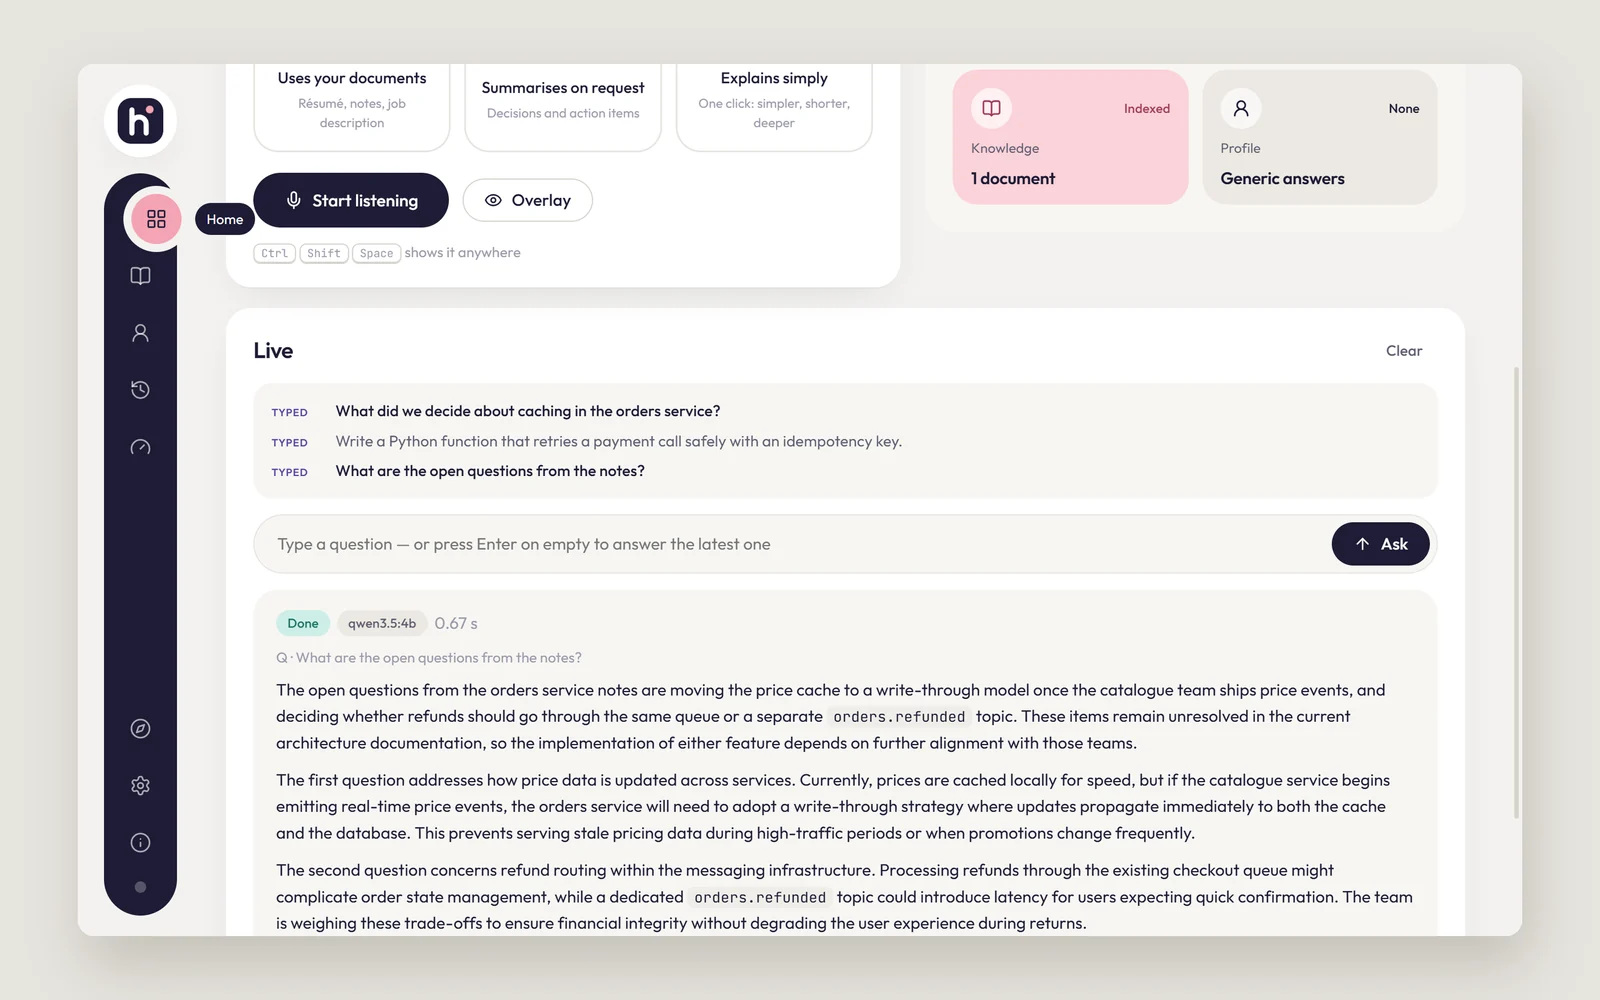 h
Home
Uses your documents
Résumé, notes, job
description
Summarises on request
Decisions and action items
Explains simply
One click: simpler, shorter,
deeper
Start listening
Overlay
Ctrl Shift Space shows it anywhere
Indexed
Knowledge
1 document
None
Profile
Generic answers
Live
Clear
TYPED What did we decide about caching in the orders service?
TYPED Write a Python function that retries a payment call safely with an idempotency key.
TYPED What are the open questions from the notes?
Type a question — or press Enter on empty to answer the latest one
Ask
Done qwen3.5:4b 0.67 s
Q · What are the open questions from the notes?
The open questions from the orders service notes are moving the price cache to a write-through model once the catalogue team ships price events, and
deciding whether refunds should go through the same queue or a separate orders.refunded topic. These items remain unresolved in the current
architecture documentation, so the implementation of either feature depends on further alignment with those teams.
The first question addresses how price data is updated across services. Currently, prices are cached locally for speed, but if the catalogue service begins
emitting real-time price events, the orders service will need to adopt a write-through strategy where updates propagate immediately to both the cache
and the database. This prevents serving stale pricing data during high-traffic periods or when promotions change frequently.
The second question concerns refund routing within the messaging infrastructure. Processing refunds through the existing checkout queue might
complicate order state management, while a dedicated orders.refunded topic could introduce latency for users expecting quick confirmation. The team
is weighing these trade-offs to ensure financial integrity without degrading the user experience during returns.